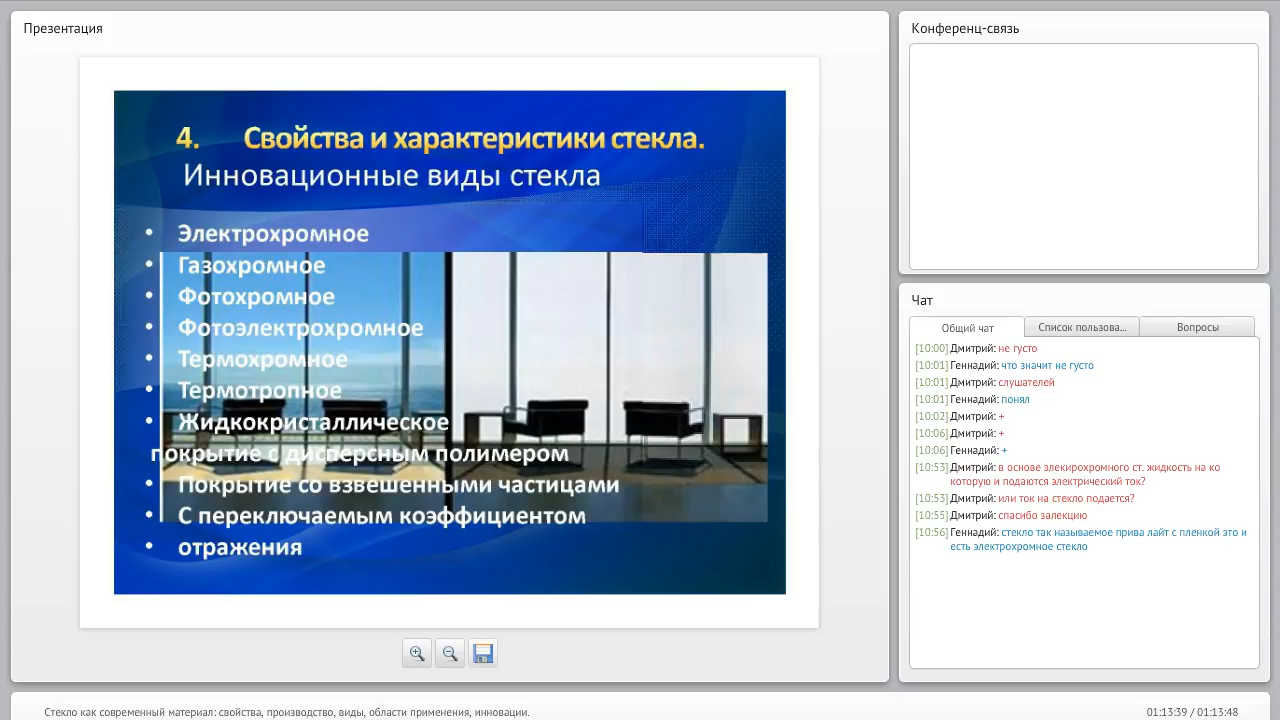 Презентация
4. Свойства и характеристики стекла.
Инновационные виды стекла
• Электрохромное
• Газохромное
• Фотохромное
• Фотоэлектрохромное
• Термохромное
• Термотропное
• Жидкокристаллическое
покрытие с дисперсным полимером
• Покрытие со взвешенными частицами
• С переключаемым коэффициентом
• отражения
Конференц-связь
Чат
Общий чат
Список пользова...
Вопросы
[10:00] Дмитрий: не густо
[10:01] Геннадий: что значит не густо
[10:01] Дмитрий: слушателей
[10:01] Геннадий: понял
[10:02] Дмитрий: +
[10:06] Дмитрий: +
[10:06] Геннадий: +
[10:53] Дмитрий: в основе элекирохромного ст. жидкость на ко
которую и подаются электрический ток?
[10:53] Дмитрий: или ток на стекло подается?
[10:55] Дмитрий: спасибо залекцию
[10:56] Геннадий: стекло так называемое прива лайт с пленкой это и
есть электрохромное стекло
Стекло как современный материал: свойства, производство, виды, области применения, инновации.
01:13:39 / 01:13:48